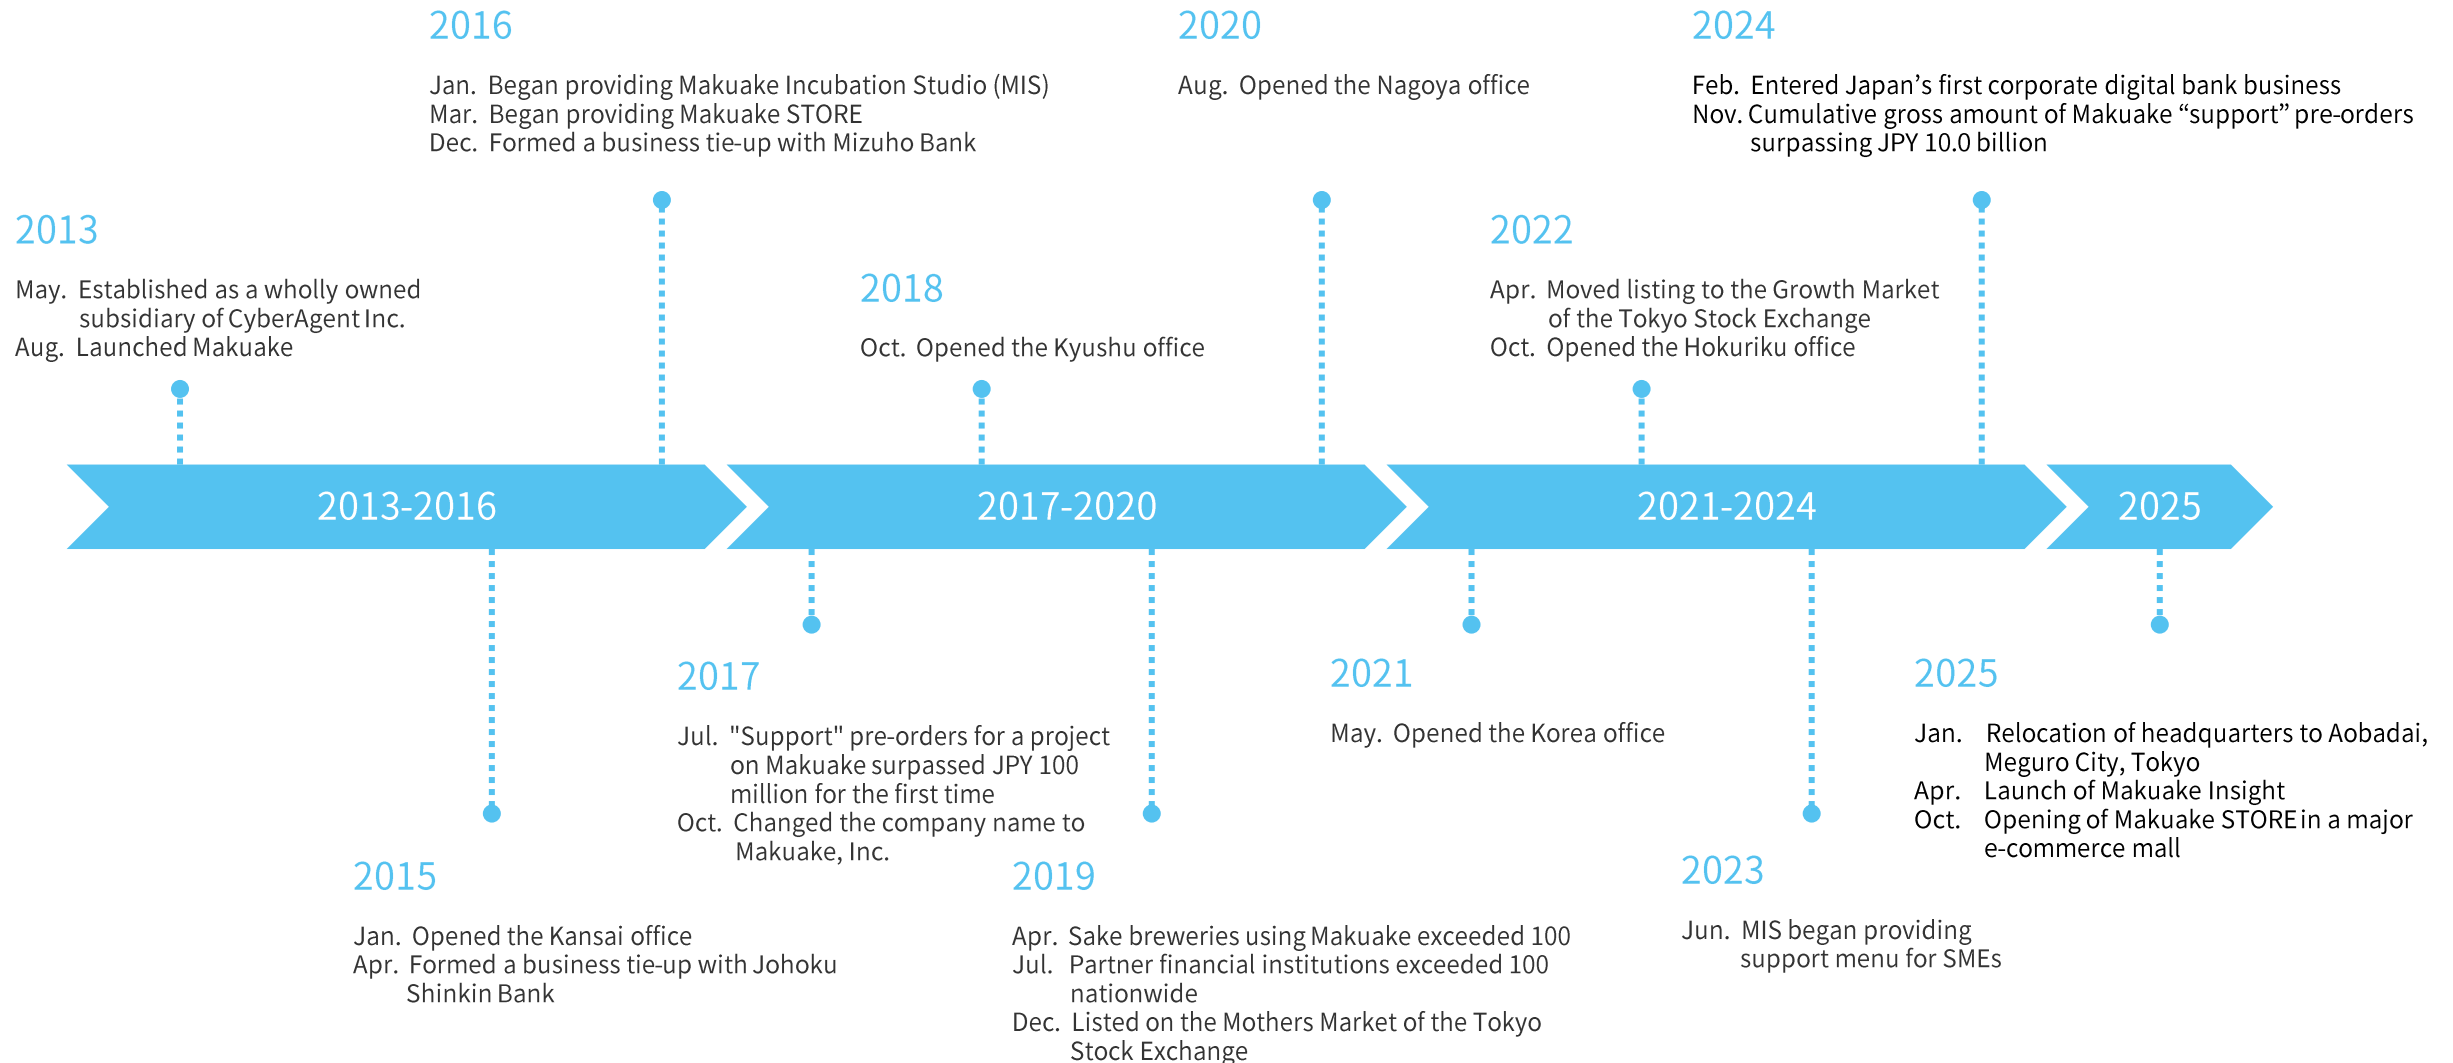 2016
Jan. Began providing Makuake Incubation Studio (MIS)
Mar. Began providing Makuake STORE
Dec. Formed a business tie-up with Mizuho Bank
2020
Aug. Opened the Nagoya office
2024
Feb. Entered Japan’s first corporate digital bank business
Nov. Cumulative gross amount of Makuake “support” pre-orders
surpassing JPY 10.0 billion
2013
May. Established as a wholly owned
subsidiary of CyberAgent Inc.
Aug. Launched Makuake
2018
Oct. Opened the Kyushu office
2022
Apr. Moved listing to the Growth Market
of the Tokyo Stock Exchange
Oct. Opened the Hokuriku office
2013-2016
2017-2020
2021-2024
2025
2017
Jul. "Support" pre-orders for a project
on Makuake surpassed JPY 100
million for the first time
Oct. Changed the company name to
Makuake, Inc.
2021
May. Opened the Korea office
2025
Jan. Relocation of headquarters to Aobadai,
Meguro City, Tokyo
Apr. Launch of Makuake Insight
Oct. Opening of Makuake STORE in a major
e-commerce mall
2015
Jan. Opened the Kansai office
Apr. Formed a business tie-up with Johoku
Shinkin Bank
2019
Apr. Sake breweries using Makuake exceeded 100
Jul. Partner financial institutions exceeded 100
nationwide
Dec. Listed on the Mothers Market of the Tokyo
Stock Exchange
2023
Jun. MIS began providing
support menu for SMEs